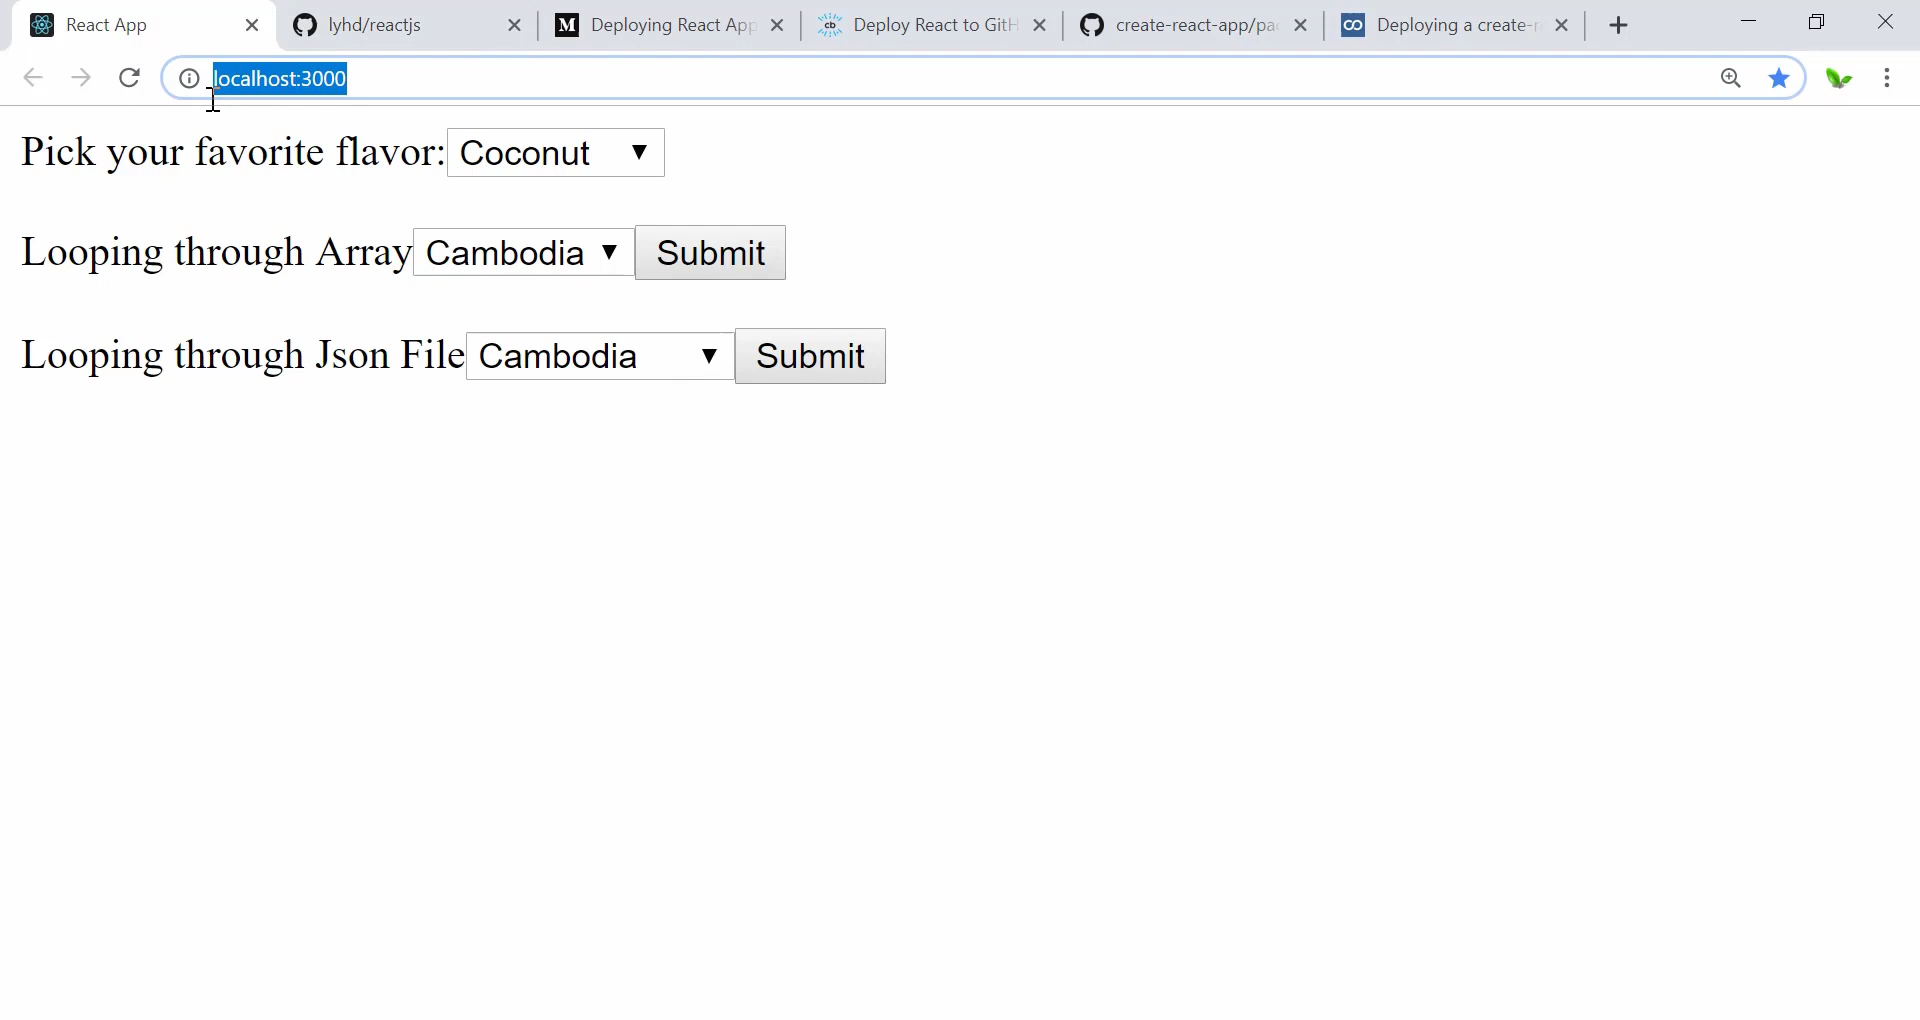 React App
lyhd/reactjs
Deploying React App
Deploy React to GitH
create-react-app/pac
Deploying a create-r
localhost:3000
Pick your favorite flavor: Coconut
Looping through Array Cambodia Submit
Looping through Json File Cambodia Submit